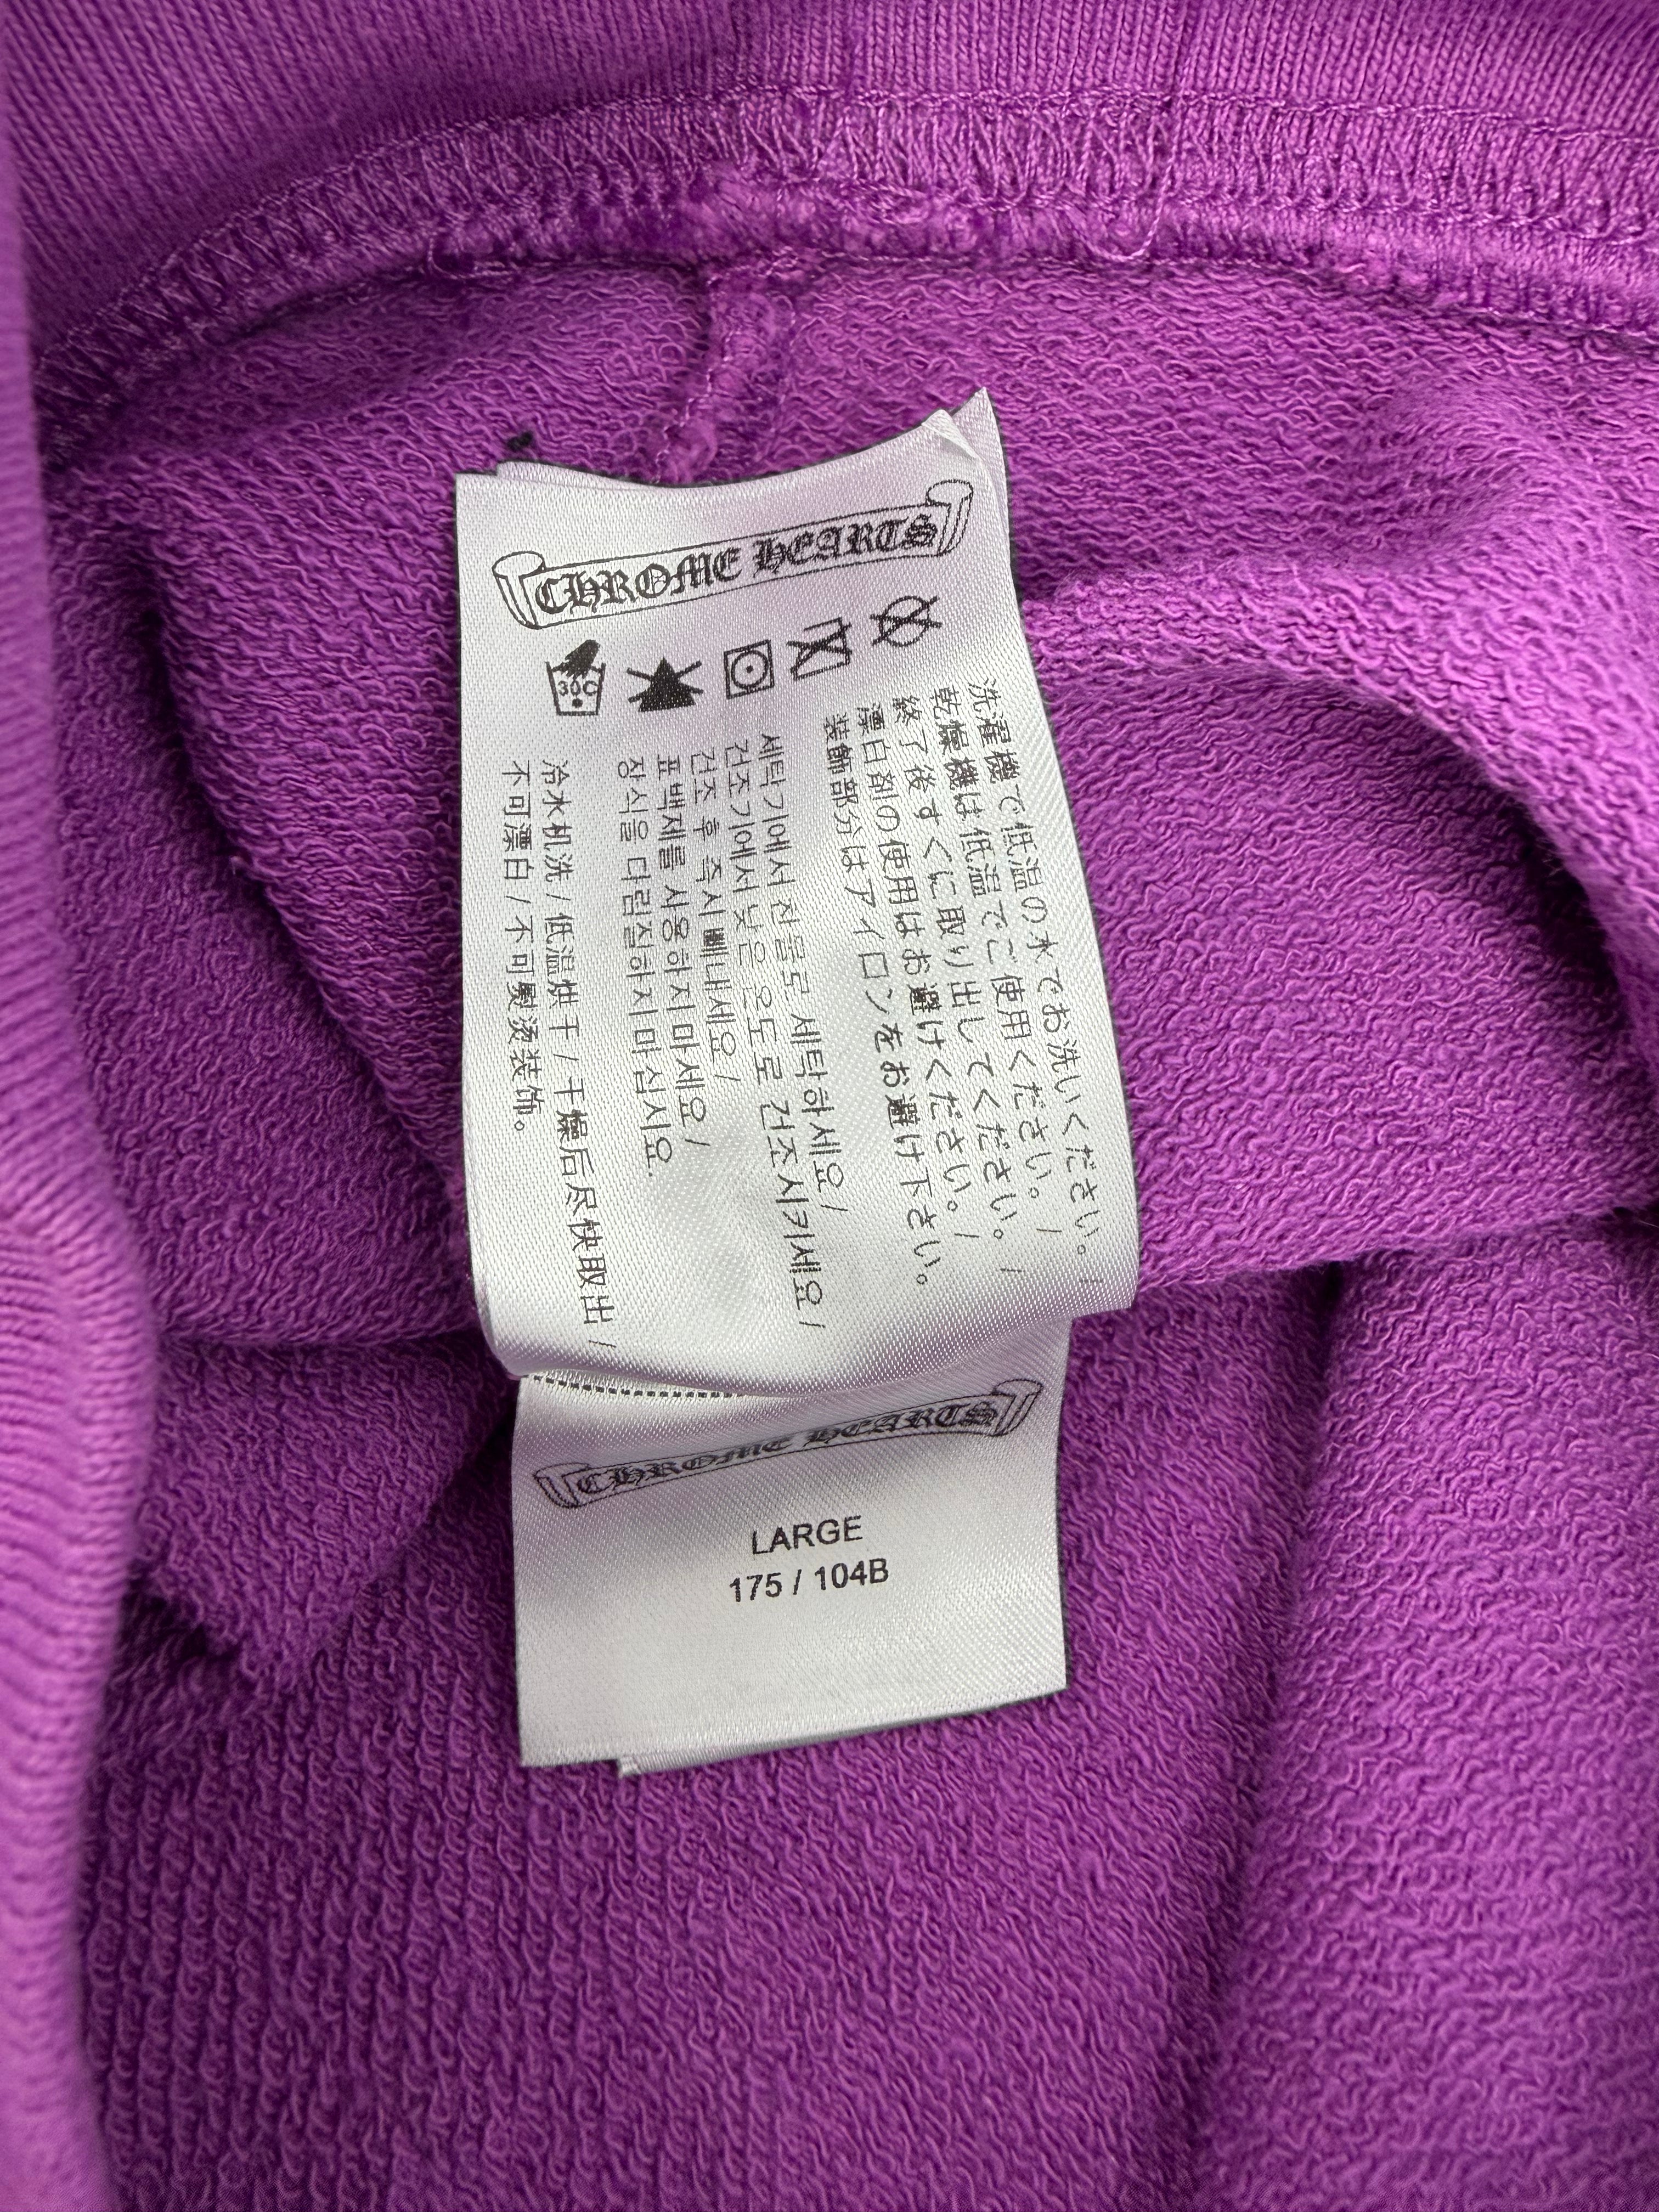 CHROME HEARTS
30C
洗濯機で低温の水でお洗いください。 /
乾燥機は低温でご使用ください。 /
終了後すぐに取り出してください。 /
漂白剤の使用はお避けください。 /
装飾部分はアイロンをお避け下さい。
세탁기에서 찬 물로 세탁하세요 /
건조기에서 낮은 온도로 건조시키세요 /
건조 후 즉시 빼내세요 /
표백제를 사용하지 마세요 /
장식을 다림질하지 마십시요.
冷水机洗 / 低温烘干 / 干燥后尽快取出 /
不可漂白 / 不可熨烫装饰。
CHROME HEARTS
LARGE
175 / 104B